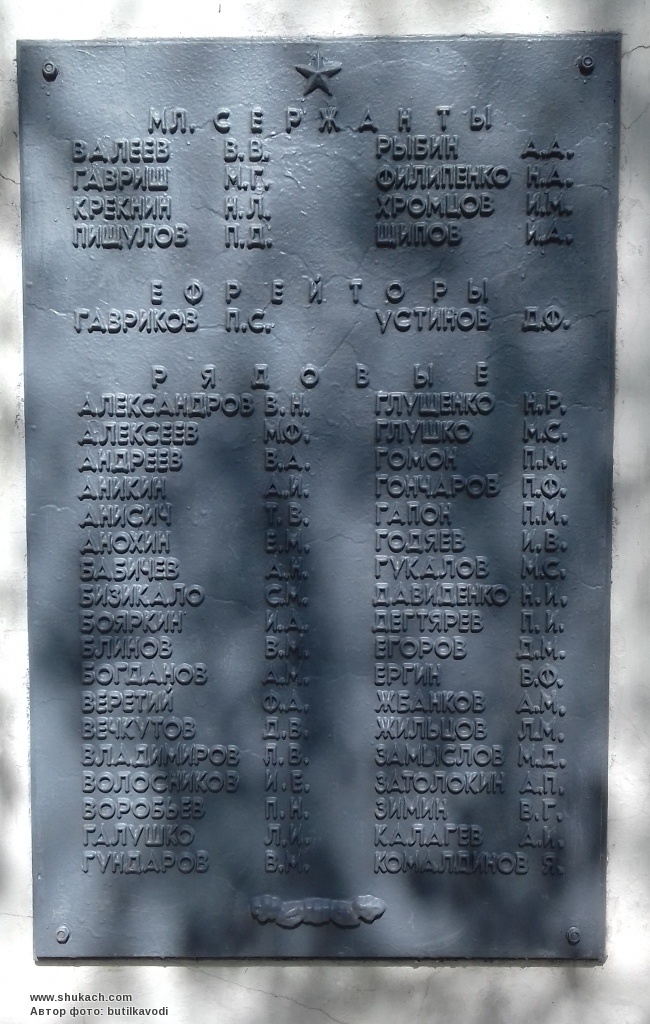 МЛ. СЕРЖАНТЫ
ВАЛЕЕВ В.В. РЫБИН А.А.
ГАВРИШ М.Г. ФИЛИПЕНКО Н.А.
КРЕКНИН Н.Л. ХРОМЦОВ И.М.
ПИЩУЛОВ П.Д. ЩИПОВ И.А.
ЕФРЕЙТОРЫ
ГАВРИКОВ П.С. УСТИНОВ Д.Ф.
РЯДОВЫЕ
АЛЕКСАНДРОВ В.Н. ГЛУЩЕНКО Н.Р.
АЛЕКСЕЕВ М.Ф. ГЛУШКО М.С.
АНДРЕЕВ В.А. ГОМОН П.М.
АНИКИН А.И. ГОНЧАРОВ П.Ф.
АНИСИЧ Т.В. ГАПОН П.М.
АНОХИН Е.М. ГОДЯЕВ И.В.
БАБИЧЕВ А.Н. ГУКАЛОВ М.С.
БИЗИКАЛО С.М. ДАВИДЕНКО Н.И.
БОЯРКИН И.А. ДЕГТЯРЕВ П.И.
БЛИНОВ В.М. ЕГОРОВ Д.М.
БОГДАНОВ А.М. ЕРГИН В.Ф.
ВЕРЕТИЙ Ф.А. ЖБАНКОВ А.М.
ВЕЧКУТОВ Д.В. ЖИЛЬЦОВ Л.М.
ВЛАДИМИРОВ Л.В. ЗАМЫСЛОВ М.Д.
ВОЛОСНИКОВ И.Е. ЗАТОЛОКИН А.П.
ВОРОБЬЕВ П.Н. ЗИМИН В.Г.
ГАЛУШКО Л.И. КАЛАГЕВ А.И.
ГУНДАРОВ В.М. КОМАЛДИНОВ Я.
www.shukach.com
Автор фото: butilkavodi